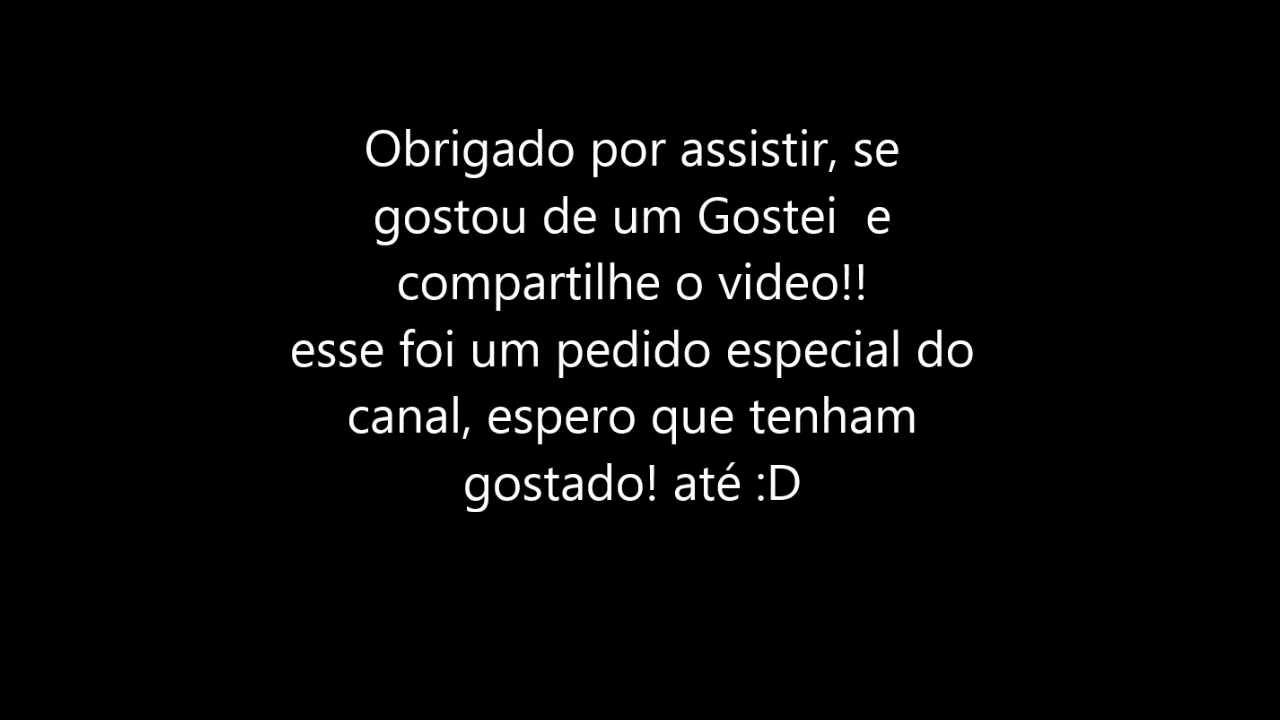 Obrigado por assistir, se
gostou de um Gostei  e
compartilhe o video!!
esse foi um pedido especial do
canal, espero que tenham
gostado! até :D